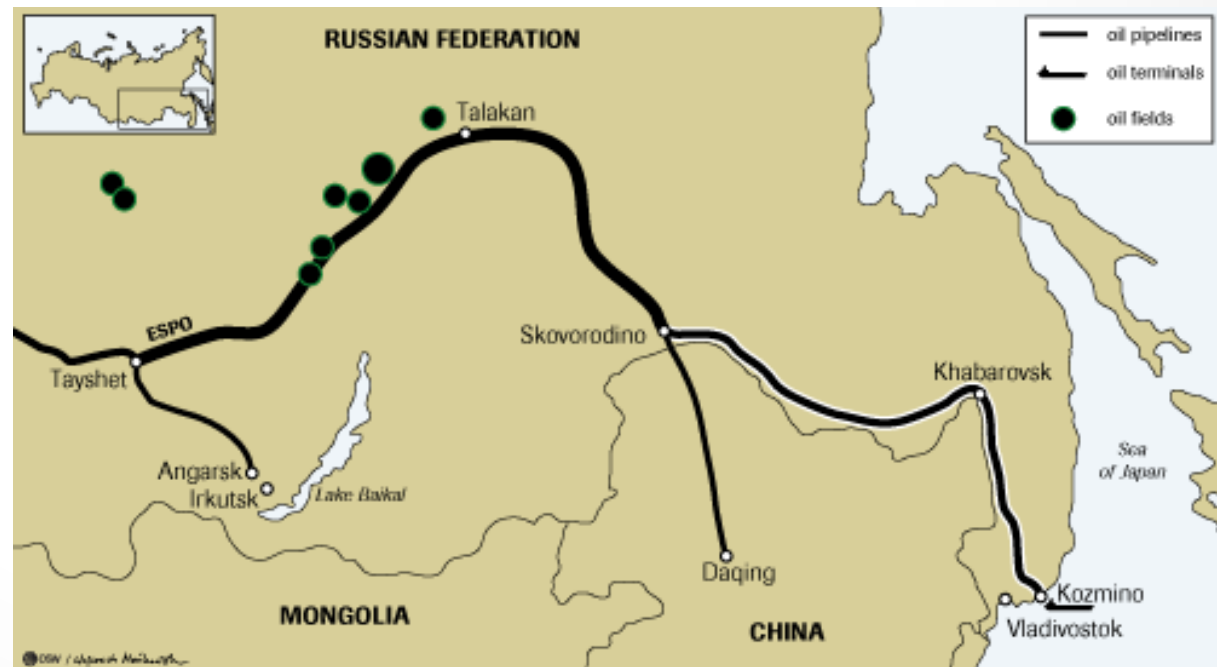 RUSSIAN FEDERATION
oil pipelines
oil terminals
oil fields
Talakan
ESPO
Tayshet
Skovorodino
Khabarovsk
Angarsk
Irkutsk
Lake Baikal
Sea
of Japan
Daqing
MONGOLIA
CHINA
Kozmino
Vladivostok